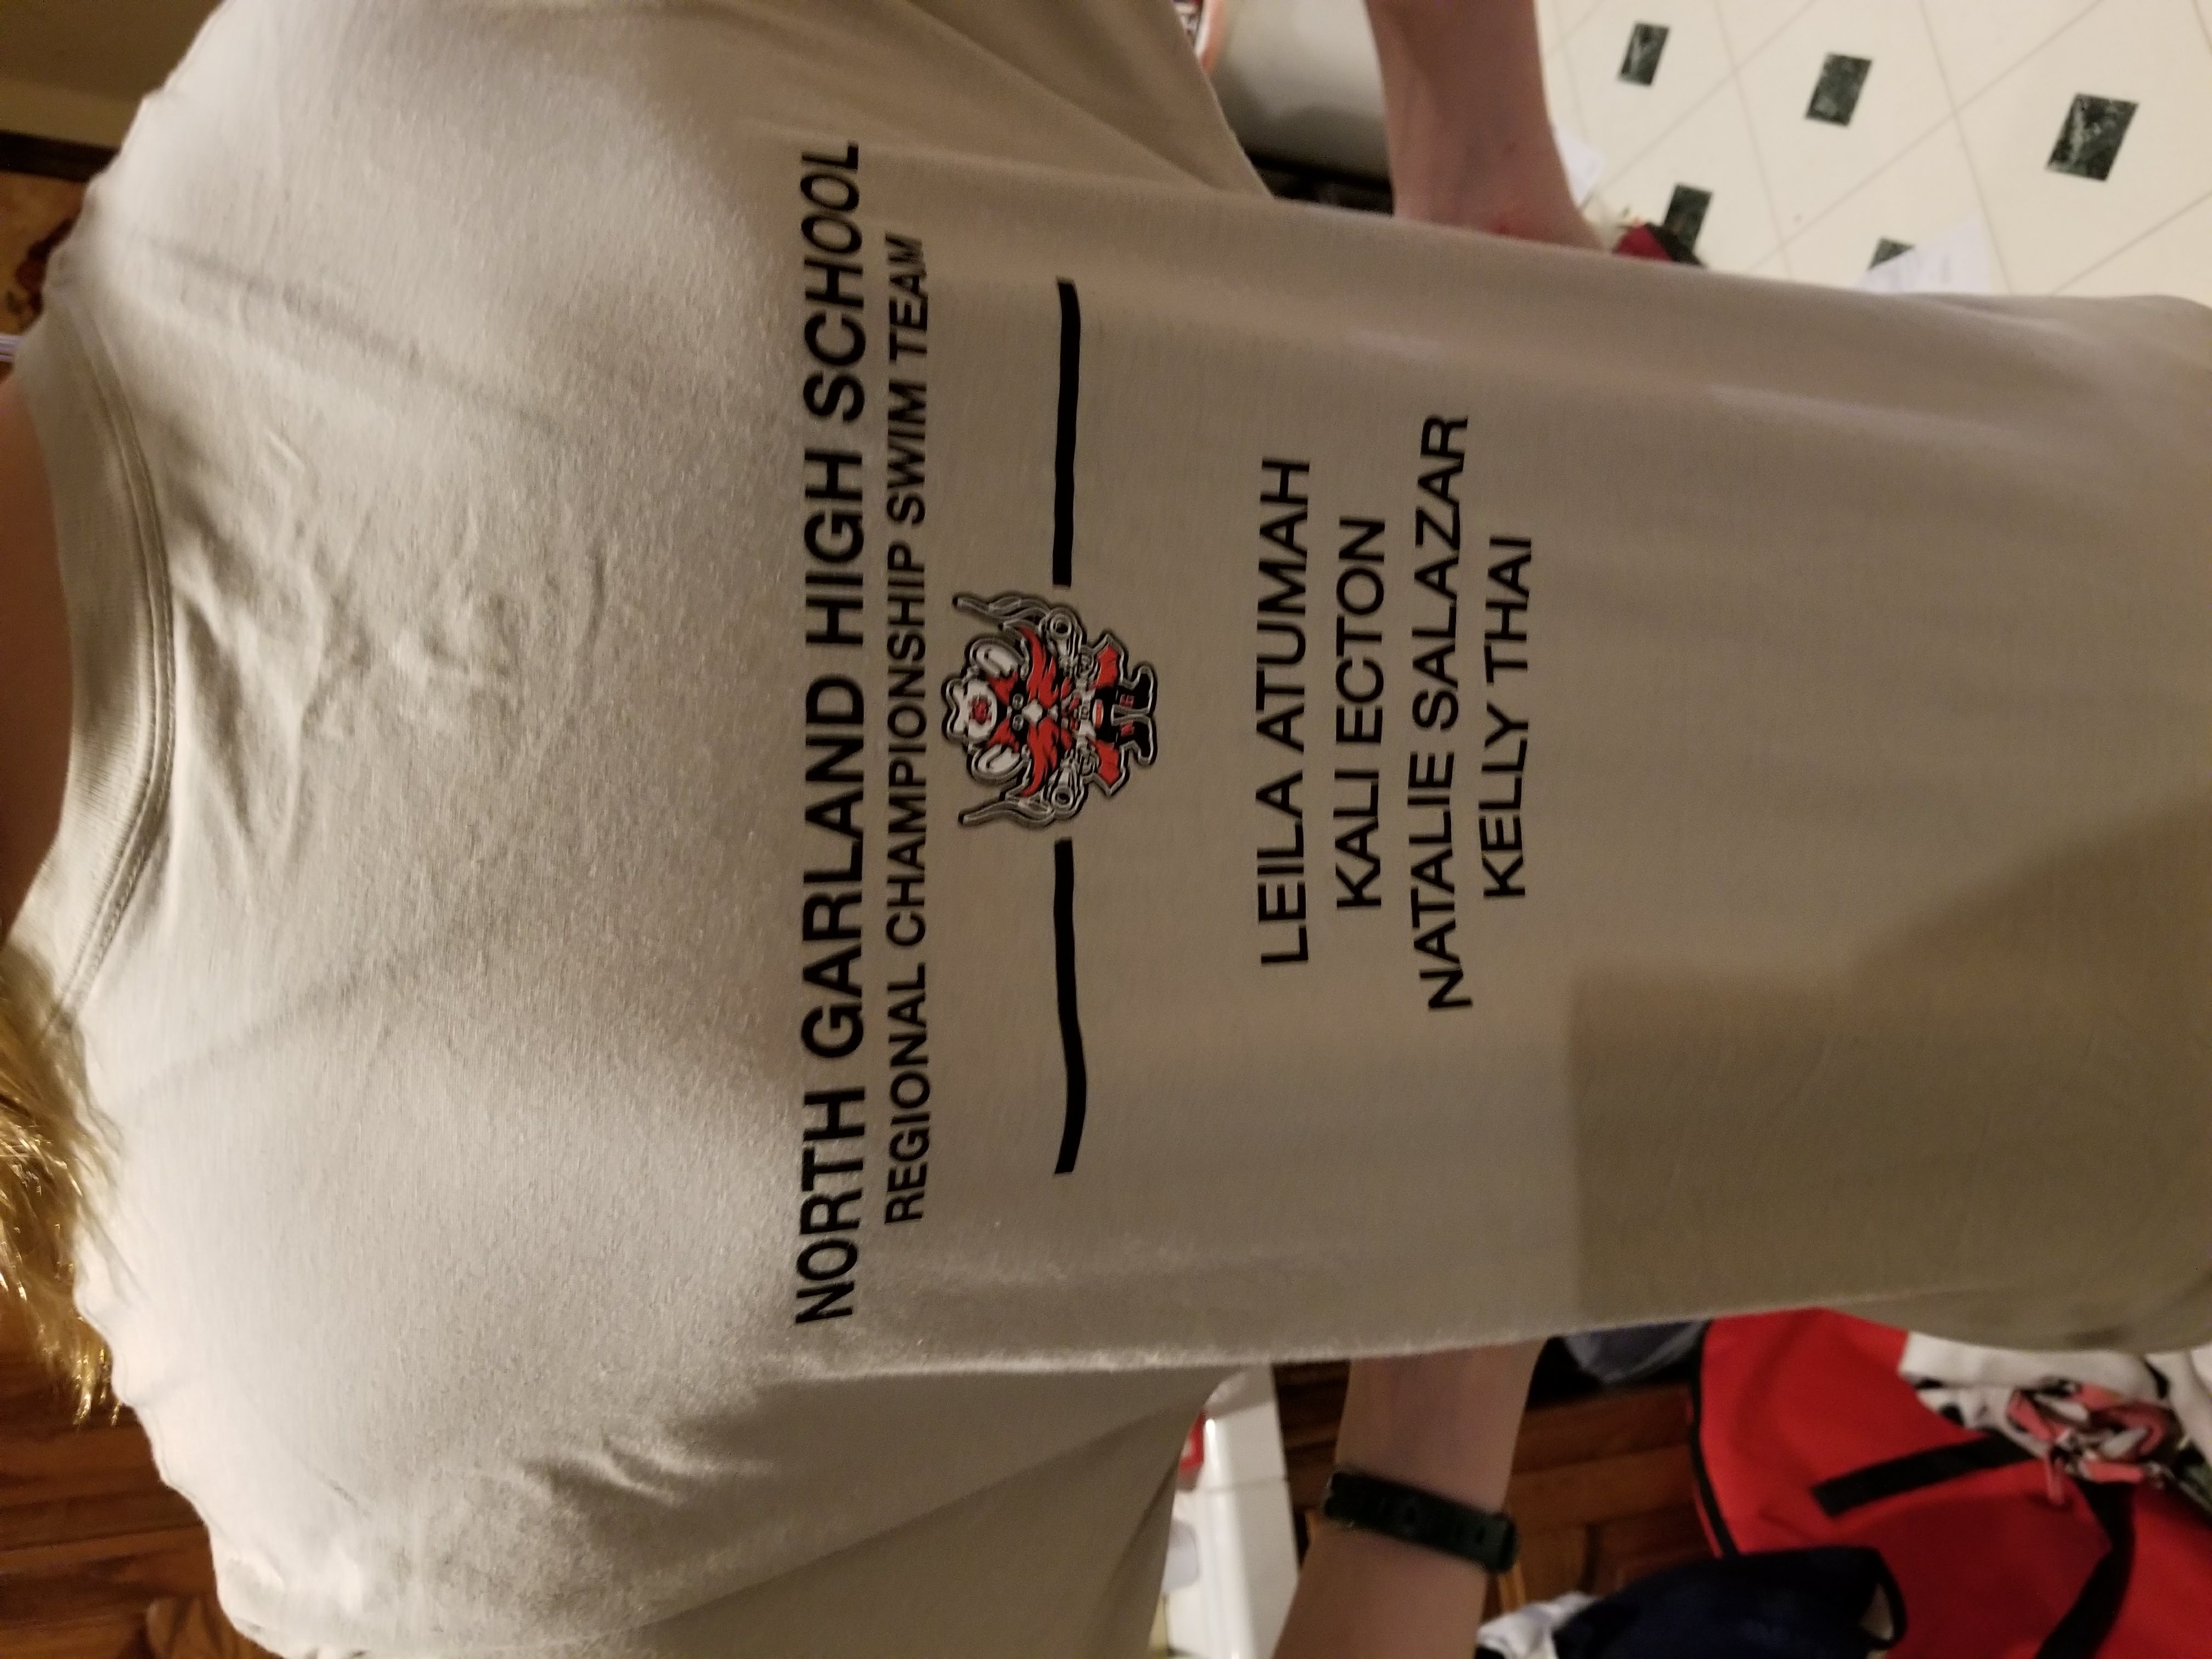 NORTH GARLAND HIGH SCHOOL
REGIONAL CHAMPIONSHIP SWIM TEAM
LEILA ATUMAH
KALI ECTON
NATALIE SALAZAR
KELLY THAI